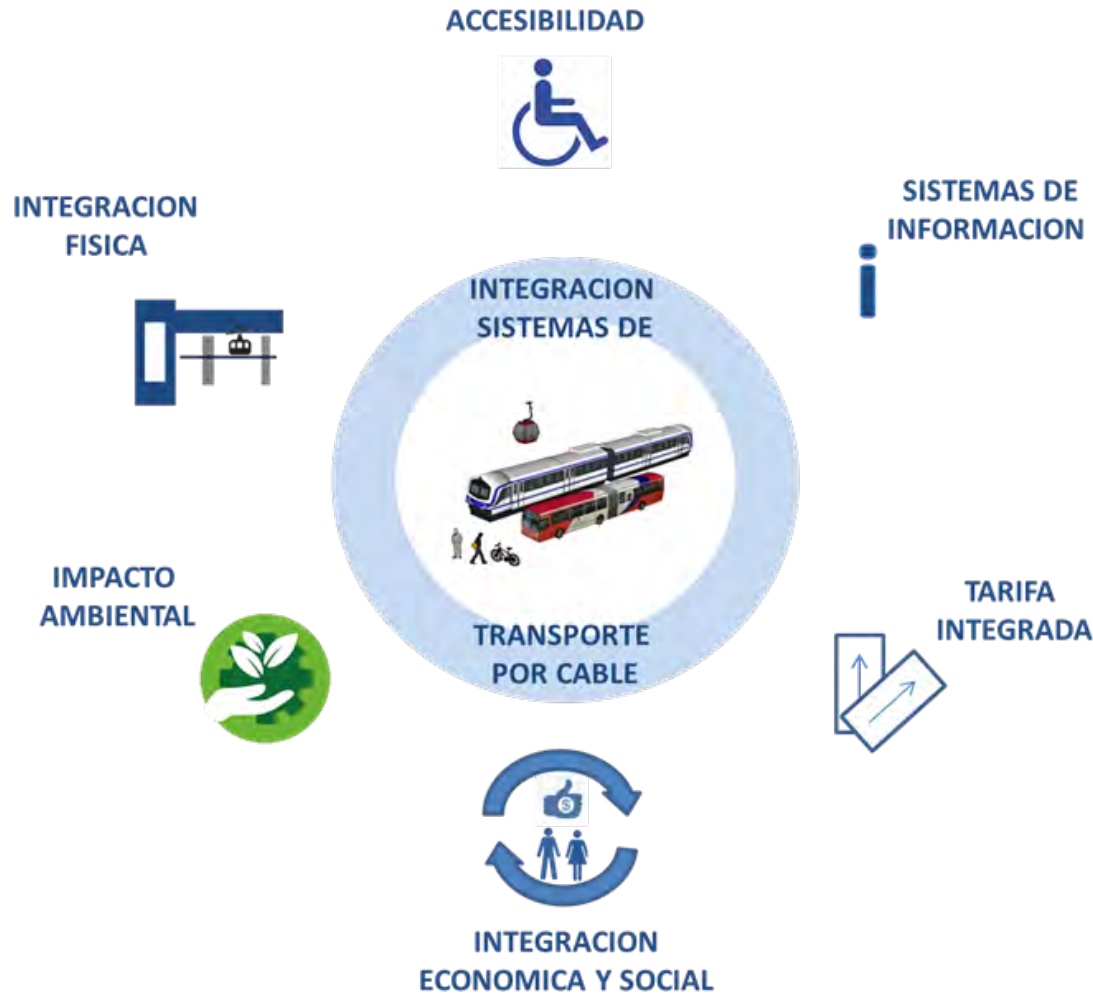 ACCESIBILIDAD
SISTEMAS DE
INFORMACION
INTEGRACION
FISICA
INTEGRACION
SISTEMAS DE
TRANSPORTE
POR CABLE
IMPACTO
AMBIENTAL
TARIFA
INTEGRADA
$
INTEGRACION
ECONOMICA Y SOCIAL